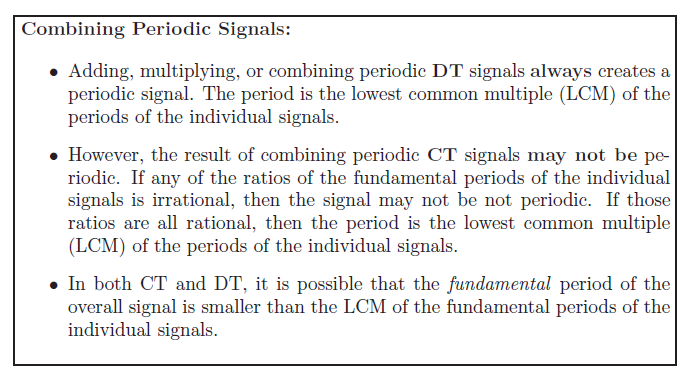 Combining Periodic Signals:
• Adding, multiplying, or combining periodic DT signals always creates a
periodic signal. The period is the lowest common multiple (LCM) of the
periods of the individual signals.
• However, the result of combining periodic CT signals may not be pe-
riodic. If any of the ratios of the fundamental periods of the individual
signals is irrational, then the signal may not be not periodic. If those
ratios are all rational, then the period is the lowest common multiple
(LCM) of the periods of the individual signals.
• In both CT and DT, it is possible that the fundamental period of the
overall signal is smaller than the LCM of the fundamental periods of the
individual signals.